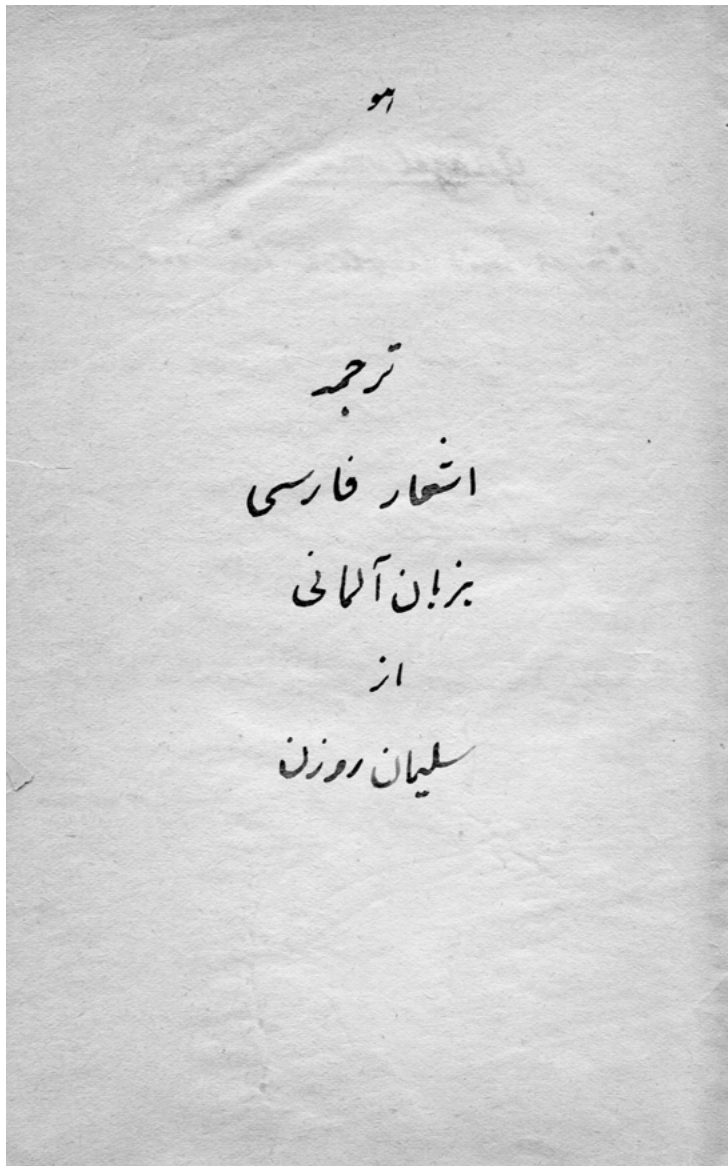 هو
ترجمه
اشعار فارسی
بزبان آلمانی
از
سلیمان روزن